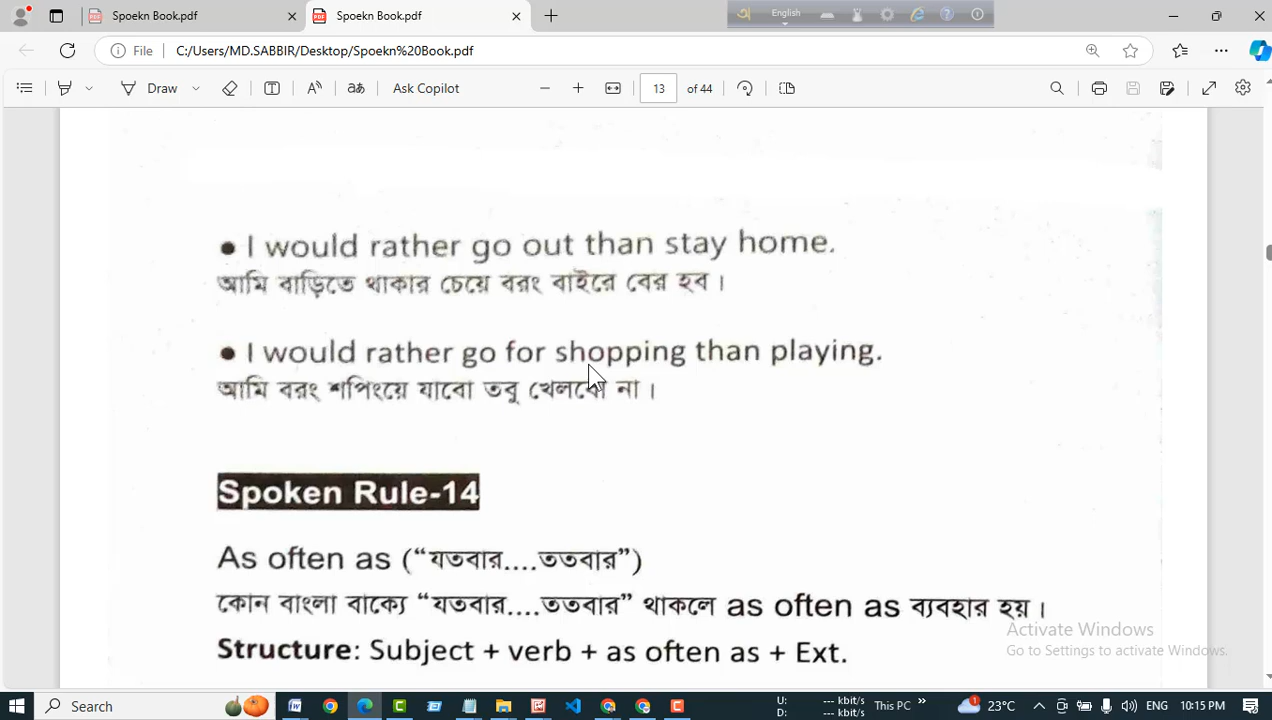 Spoekn Book.pdf
Spoekn Book.pdf
English
File
C:/Users/MD.SABBIR/Desktop/Spoekn%20Book.pdf
Draw
Ask Copilot
13 of 44
● I would rather go out than stay home.
আমি বাড়িতে থাকার চেয়ে বরং বাইরে বের হব ।
● I would rather go for shopping than playing.
আমি বরং শপিংয়ে যাবো তবু খেলবো না ।
Spoken Rule-14
As often as (“যতবার....ততবার”)
কোন বাংলা বাক্যে “যতবার....ততবার” থাকলে as often as ব্যবহার হয় ।
Structure: Subject + verb + as often as + Ext.
Activate Windows
Go to Settings to activate Windows.
Search
U: --- kbit/s
D: --- kbit/s
This PC
1
23°C
ENG
10:15 PM